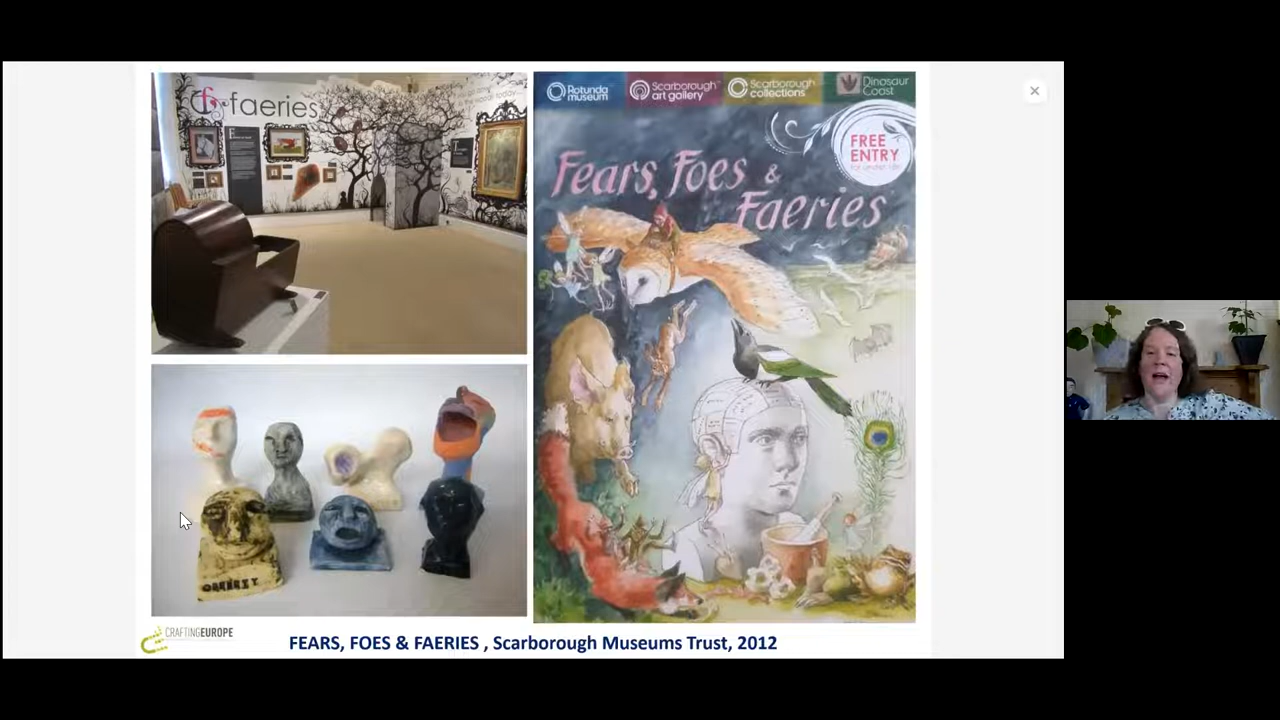 faeries
Rotunda
museum
Scarborough
art gallery
Scarborough
collections
Dinosaur
Coast
FREE
ENTRY
Fears, Foes &
Faeries
CRAFTINGEUROPE
FEARS, FOES & FAERIES , Scarborough Museums Trust, 2012